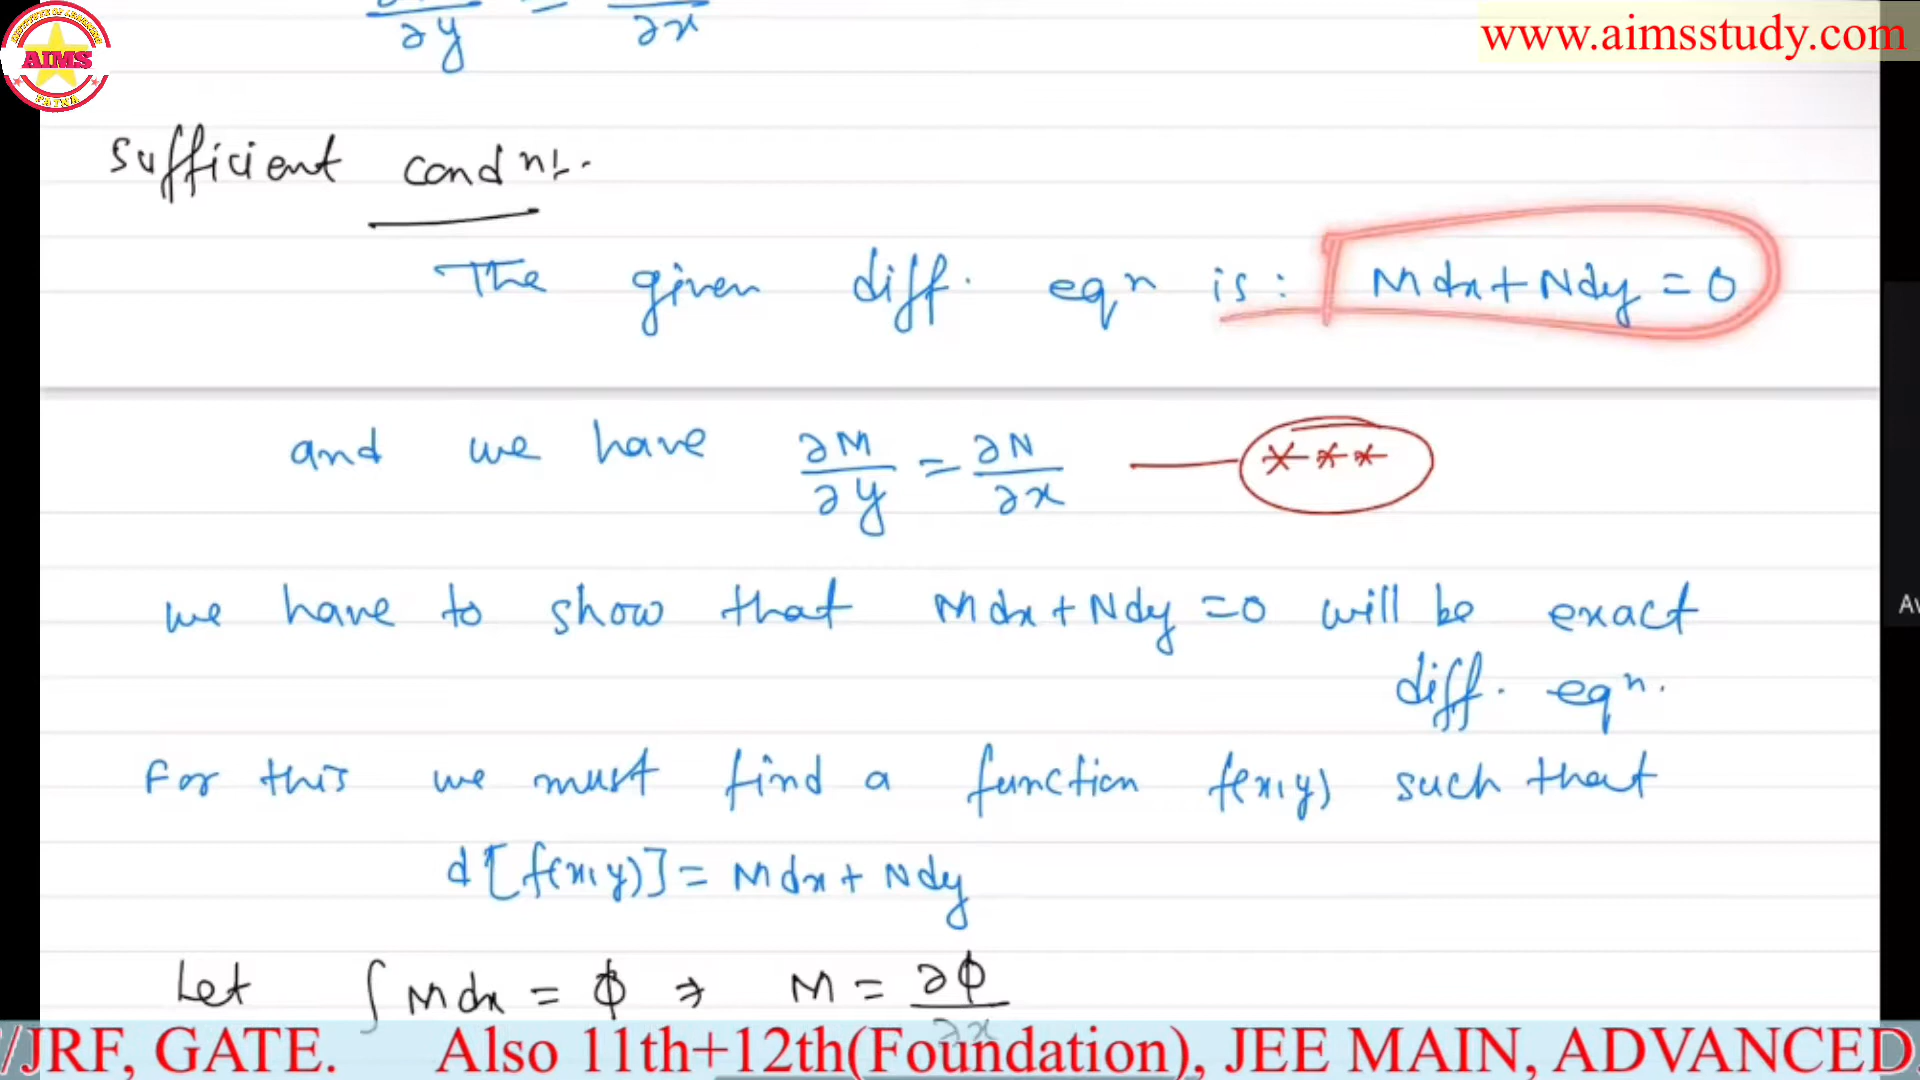 ∂y = ∂x
www.aimsstudy.com
AIMS
PATNA
Sufficient condn:.
The given diff. eqn is: Mdx + Ndy = 0
and we have ∂M/∂y = ∂N/∂x — ***
we have to show that Mdx + Ndy = 0 will be exact
diff. eqn.
For this we must find a function f(x,y) such that
d[f(x,y)] = Mdx + Ndy
Let ∫Mdx = ϕ ⇒ M = ∂ϕ/∂x
/JRF, GATE. Also 11th+12th(Foundation), JEE MAIN, ADVANCED,